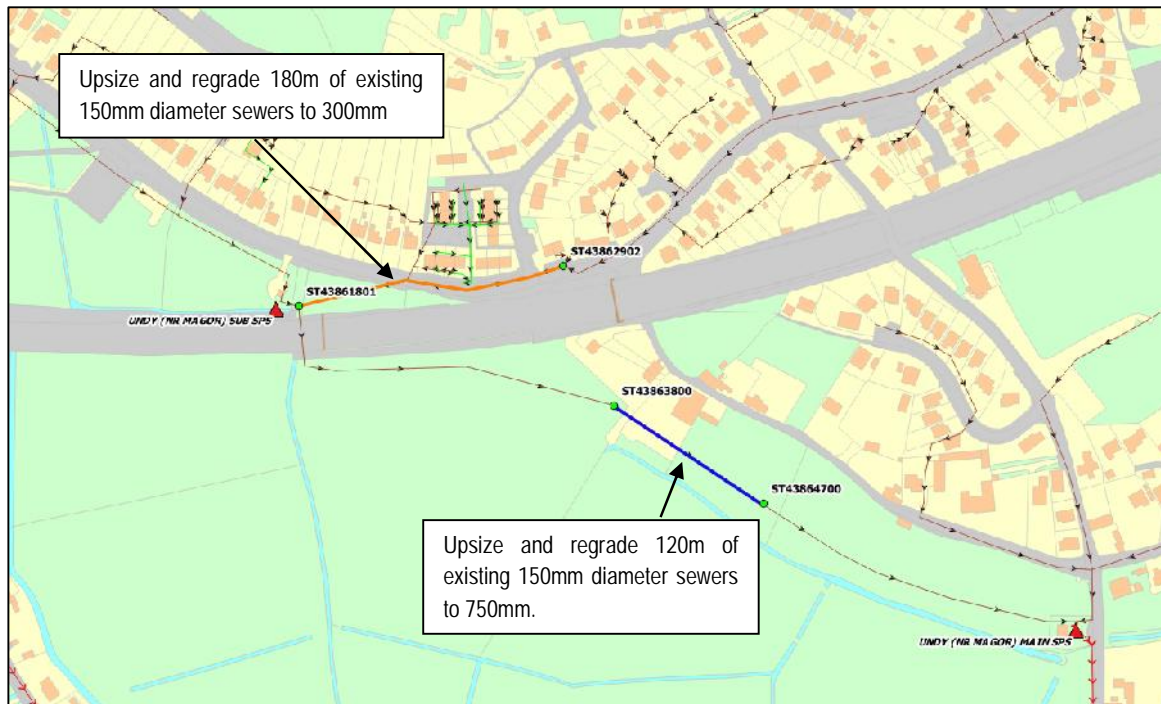 Upsize and regrade 180m of existing
150mm diameter sewers to 300mm
ST43862902
ST43861801
UNDY (NR MAGOR) SUB SPS
ST43863800
ST43864700
Upsize and regrade 120m of
existing 150mm diameter sewers
to 750mm.
UNDY (NR MAGOR) MAIN SPS